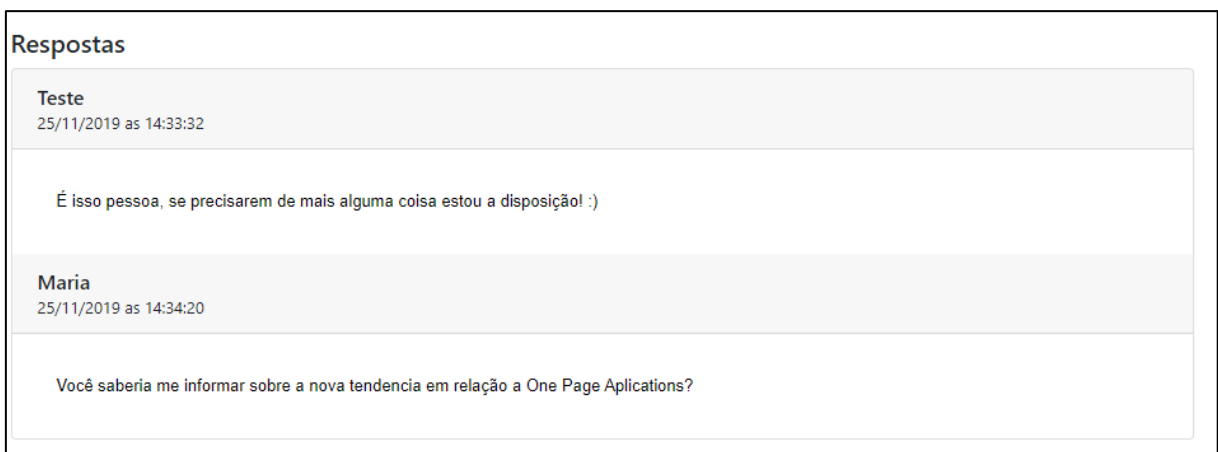 Respostas
Teste
25/11/2019 as 14:33:32
É isso pessoa, se precisarem de mais alguma coisa estou a disposição! :)
Maria
25/11/2019 as 14:34:20
Você saberia me informar sobre a nova tendencia em relação a One Page Aplications?